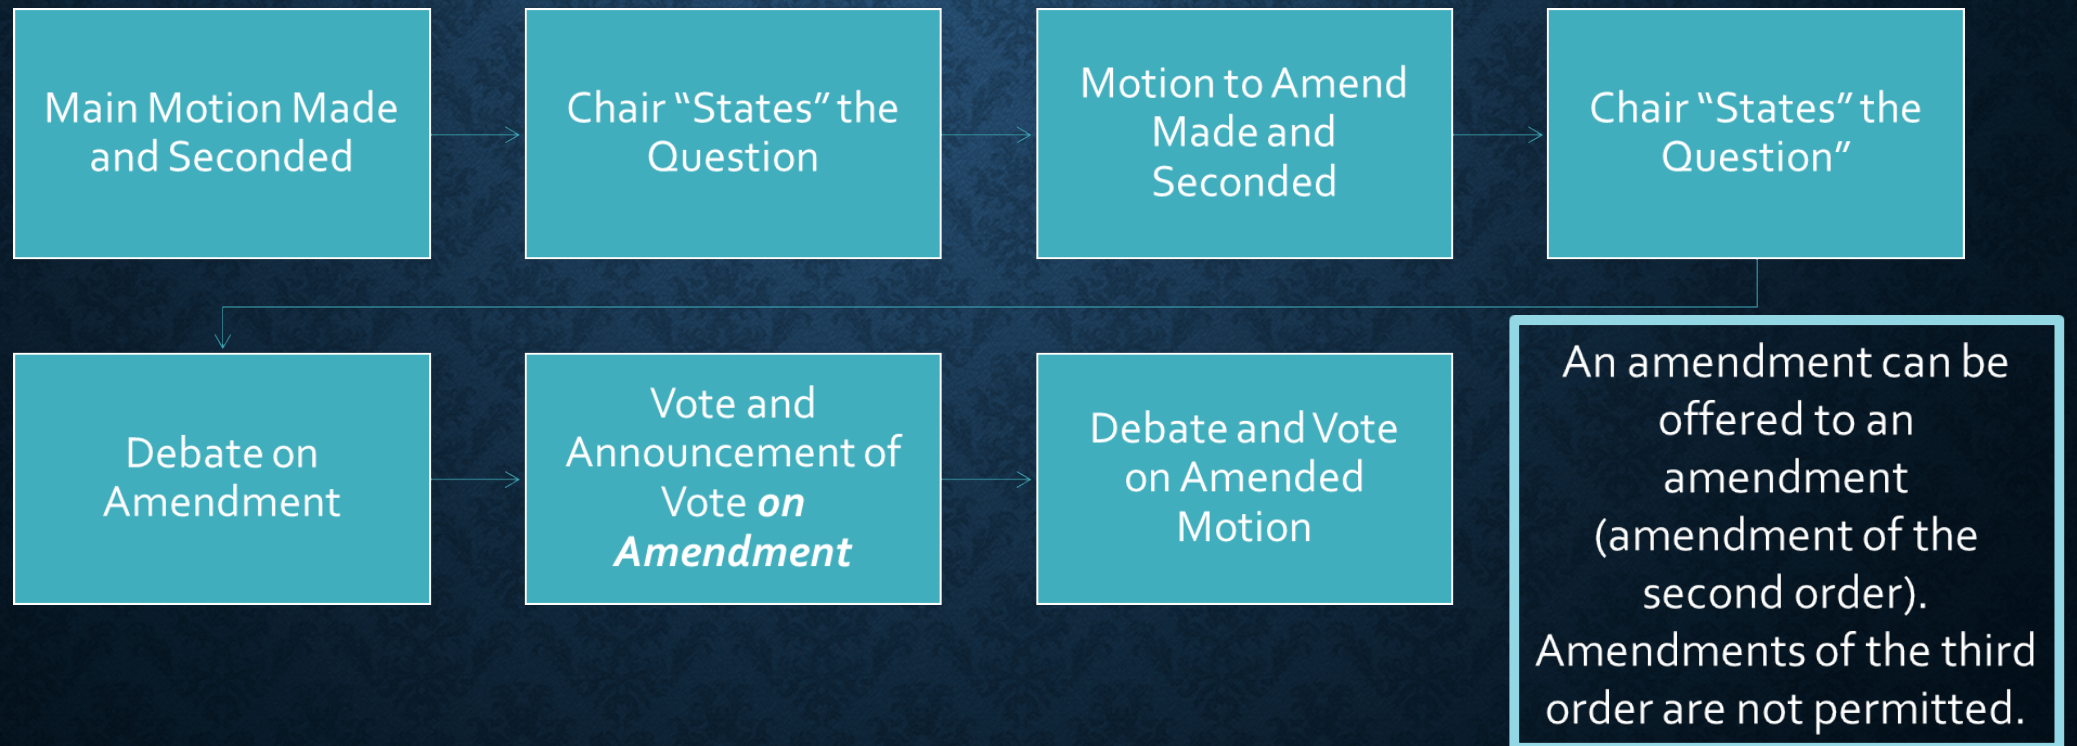 Main Motion Made
and Seconded
Chair “States” the
Question
Motion to Amend
Made and
Seconded
Chair “States” the
Question”
Debate on
Amendment
Vote and
Announcement of
Vote on
Amendment
Debate and Vote
on Amended
Motion
An amendment can be
offered to an
amendment
(amendment of the
second order).
Amendments of the third
order are not permitted.